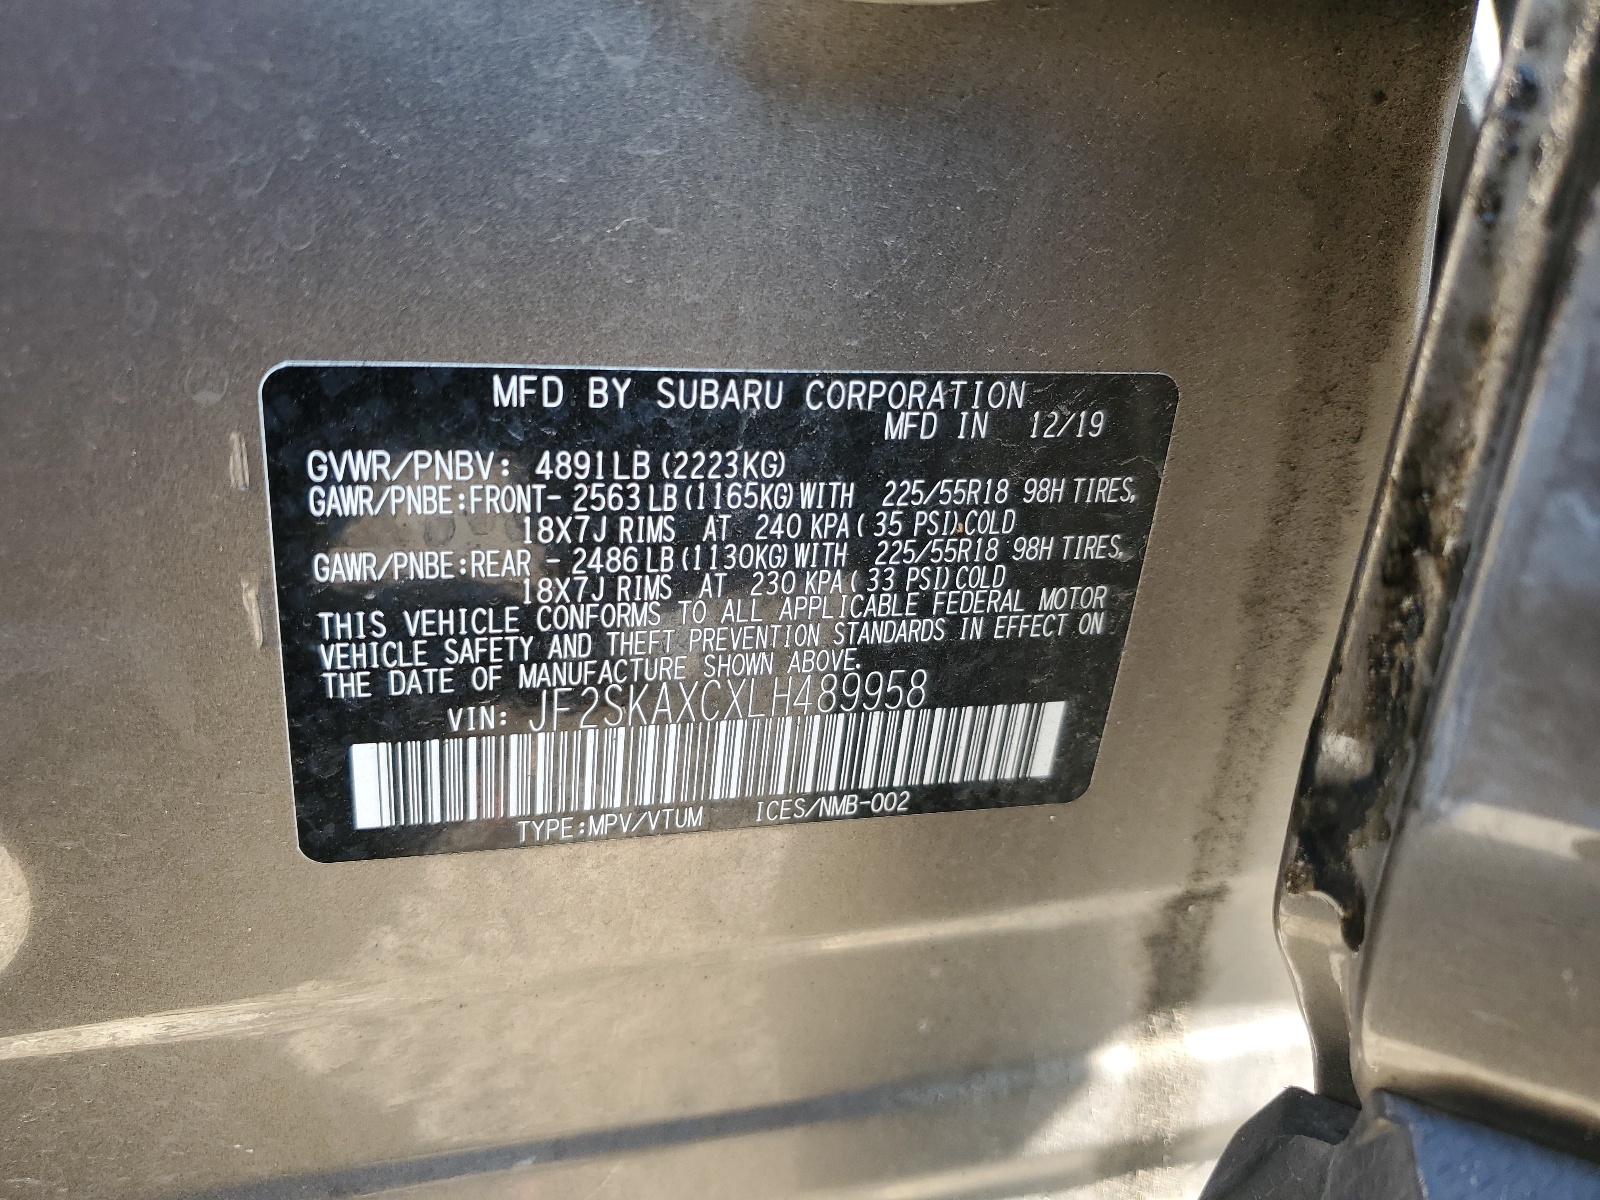 MFD BY SUBARU CORPORATION
MFD IN 12/19
GVWR/PNBV: 4891LB (2223KG)
GAWR/PNBE:FRONT- 2563 LB (1165KG) WITH 225/55R18 98H TIRES,
18X7J RIMS AT 240 KPA ( 35 PSI) COLD
GAWR/PNBE:REAR - 2486 LB (1130KG) WITH 225/55R18 98H TIRES,
18X7J RIMS AT 230 KPA ( 33 PSI) COLD
THIS VEHICLE CONFORMS TO ALL APPLICABLE FEDERAL MOTOR
VEHICLE SAFETY AND THEFT PREVENTION STANDARDS IN EFFECT ON
THE DATE OF MANUFACTURE SHOWN ABOVE.
VIN: JF2SKAXCXLH489958
TYPE:MPV/VTUM ICES/NMB-002